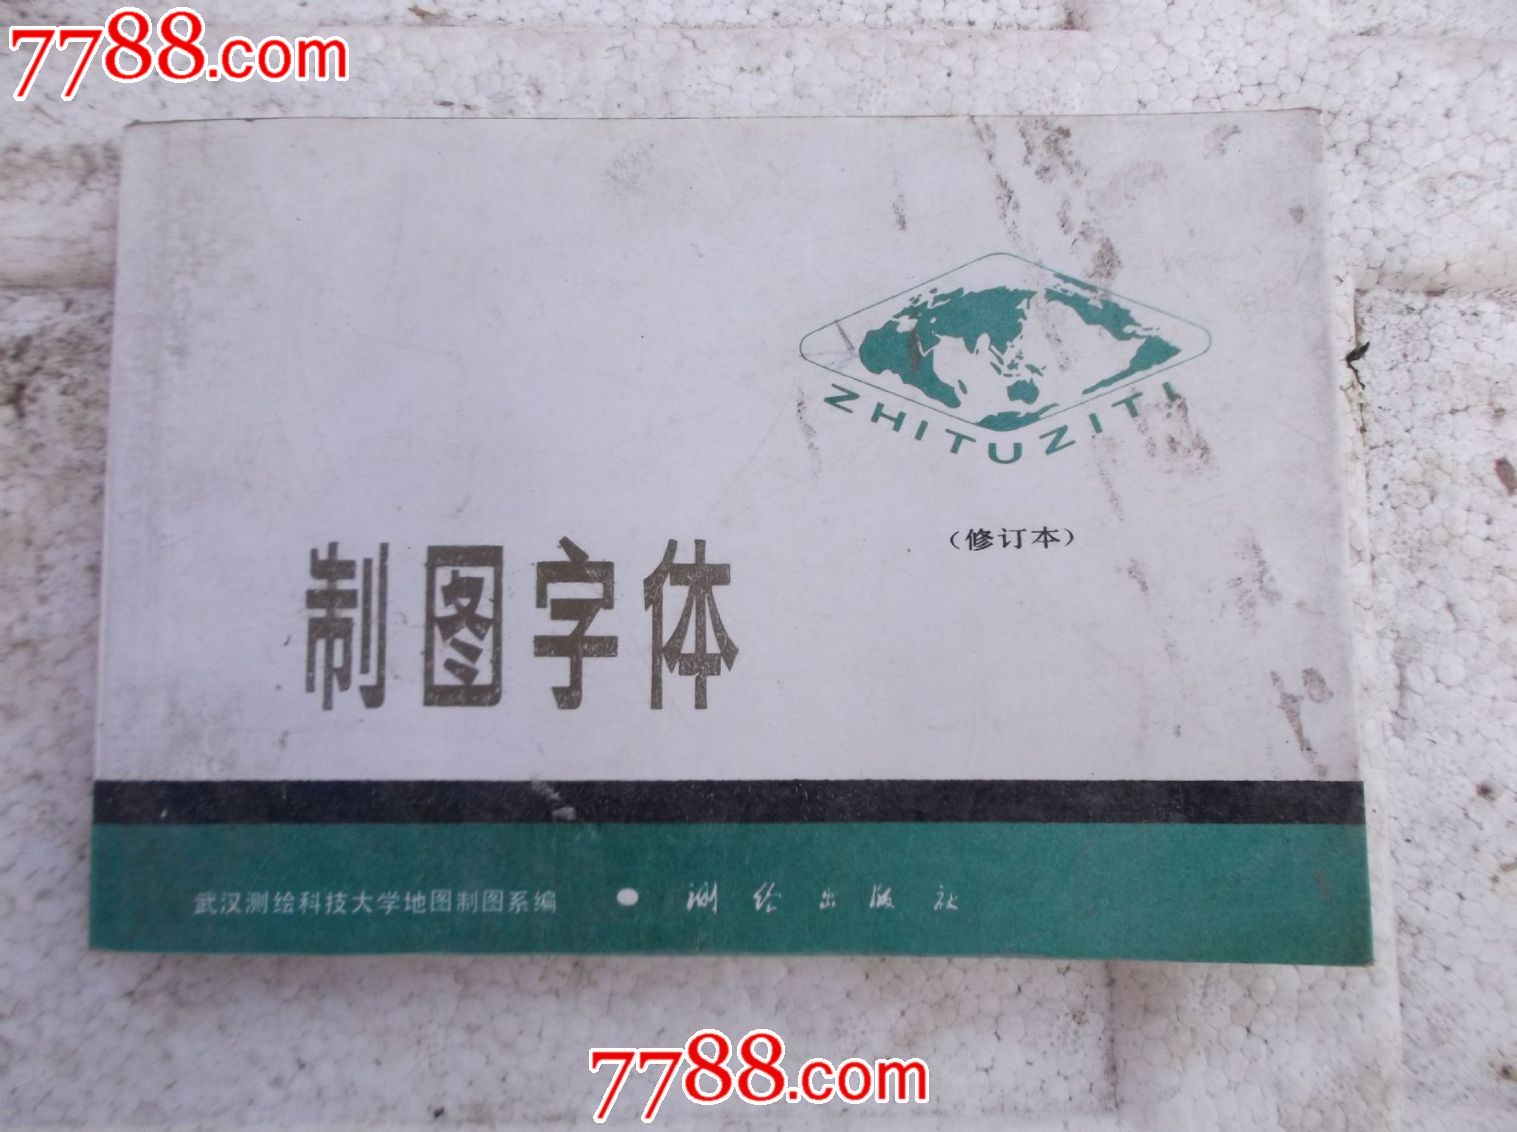 7788.com
ZHITUZITI
(修订本)
制图字体
武汉测绘科技大学地图制图系编 ● 测绘出版社
7788.com